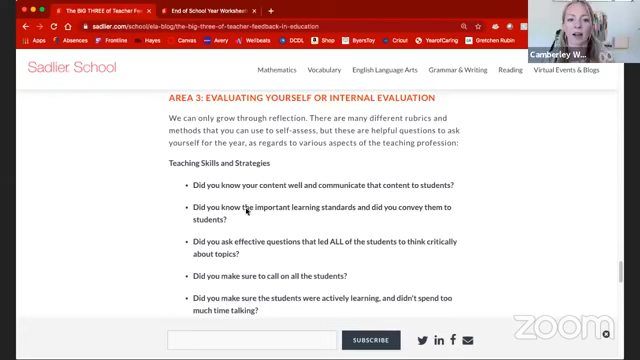 The BIG THREE of Teacher Fee
End of School Year Worksheet
sadlier.com/school/ela-blog/the-big-three-of-teacher-feedback-in-education
Apps
Infinite
Frontline
Hayes
Canvas
Avery
Wellbeats
DCDL
Shop
ByersToy
YearofCaring
Gretchen Rubin
Camberley W...
Sadlier School
Mathematics Vocabulary English Language Arts Grammar & Writing Reading Virtual Events & Blogs
AREA 3: EVALUATING YOURSELF OR INTERNAL EVALUATION
We can only grow through reflection. There are many different rubrics and
methods that you can use to self-assess, but these are helpful questions to ask
yourself for the year, as regards to various aspects of the teaching profession:
Teaching Skills and Strategies
• Did you know your content well and communicate that content to students?
• Did you know the important learning standards and did you convey them to
students?
• Did you ask effective questions that led ALL of the students to think critically
about topics?
• Did you make sure to call on all the students?
• Did you make sure the students were actively learning, and didn't spend too
much time talking?
SUBSCRIBE
zoom